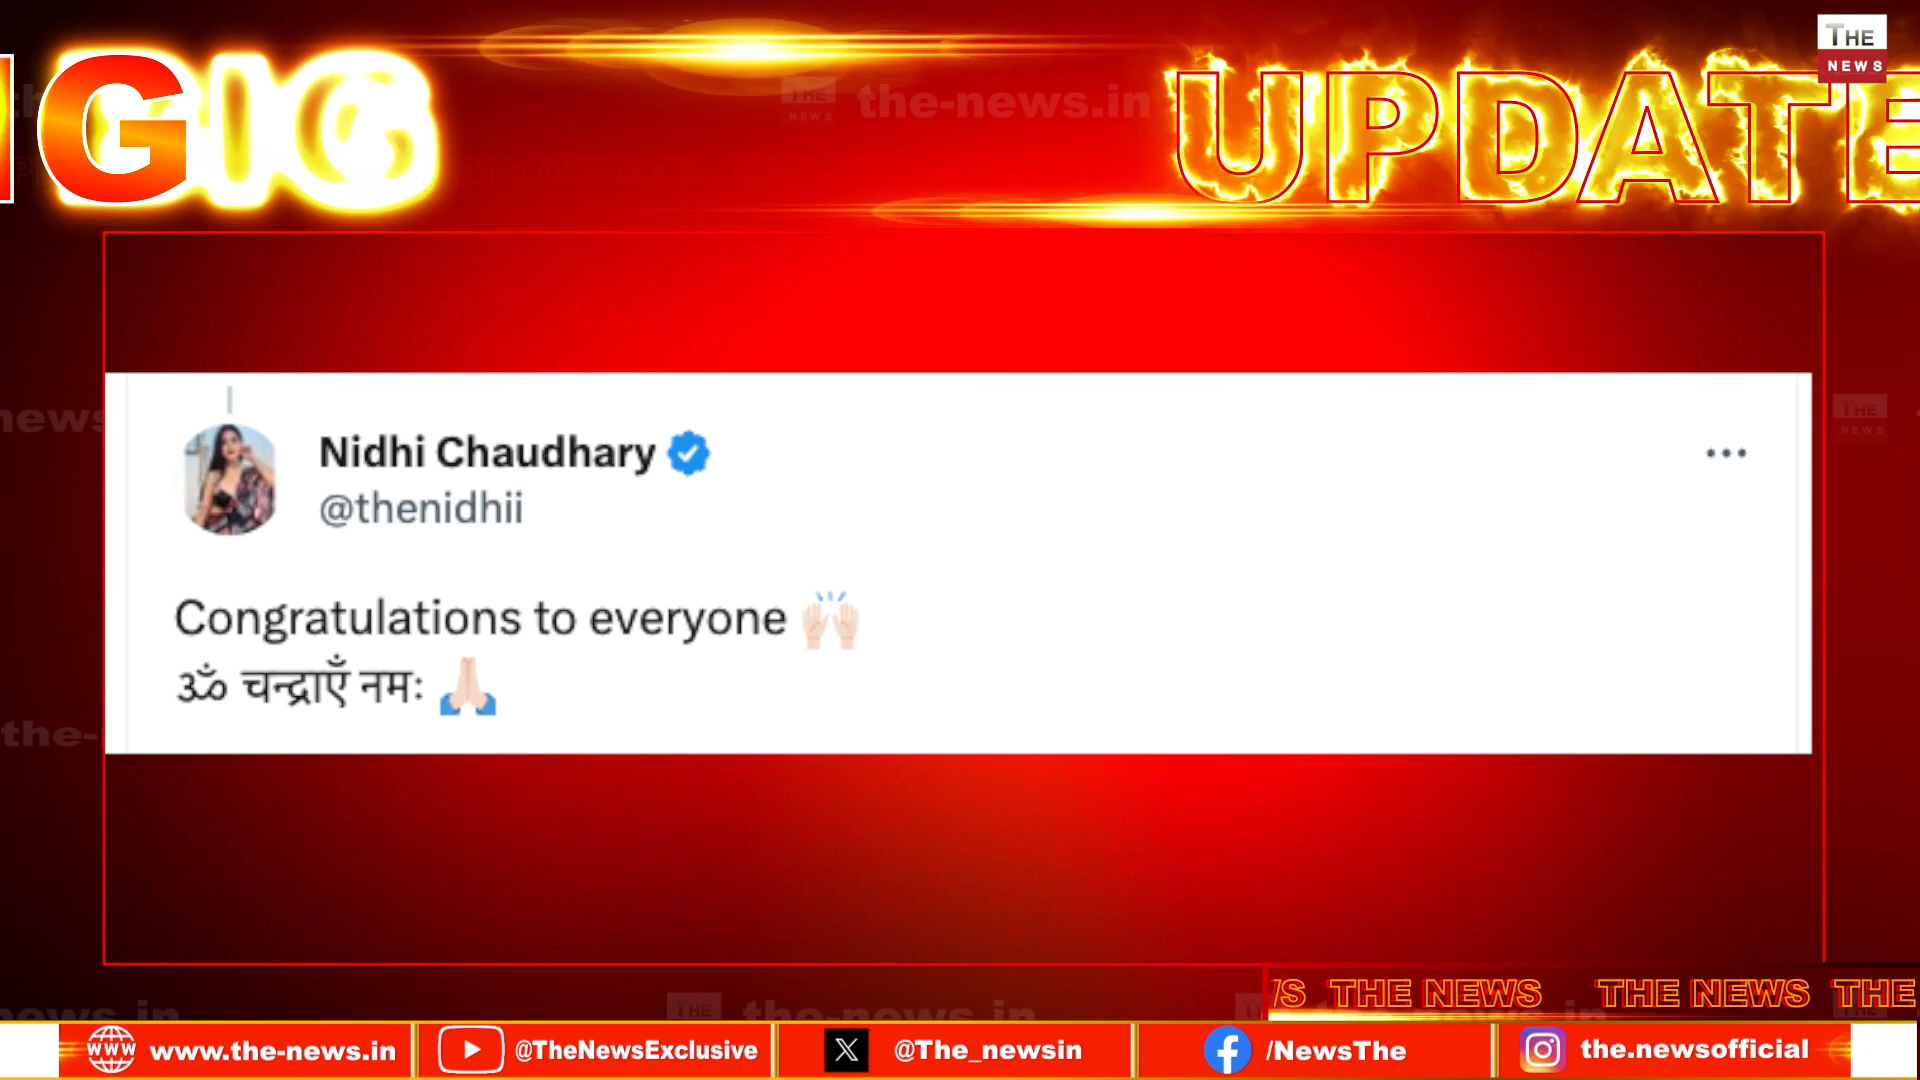 G BIG
UPDATE
THE
NEWS
the-news.in
Nidhi Chaudhary
@thenidhii
Congratulations to everyone 🙌🏻
ॐ चन्द्राएँ नमः 🙏🏻
THE NEWS THE NEWS THE
www.the-news.in
@TheNewsExclusive
@The_newsin
/NewsThe
the.newsofficial